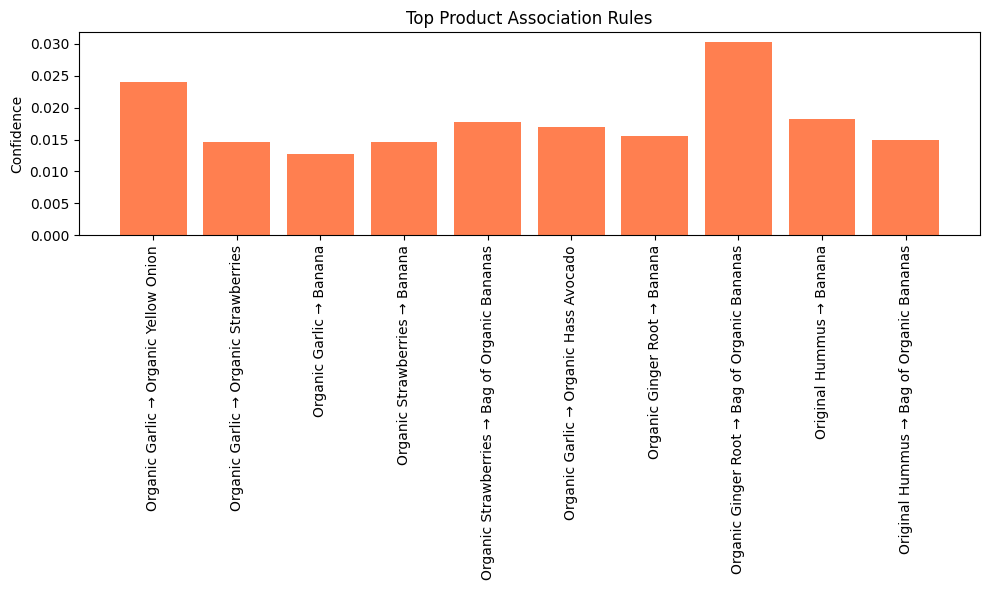 Top Product Association Rules
Confidence
0.030
0.025
0.020
0.015
0.010
0.005
0.000
Organic Garlic → Organic Yellow Onion
Organic Garlic → Organic Strawberries
Organic Garlic → Banana
Organic Strawberries → Banana
Organic Strawberries → Bag of Organic Bananas
Organic Garlic → Organic Hass Avocado
Organic Ginger Root → Banana
Organic Ginger Root → Bag of Organic Bananas
Original Hummus → Banana
Original Hummus → Bag of Organic Bananas